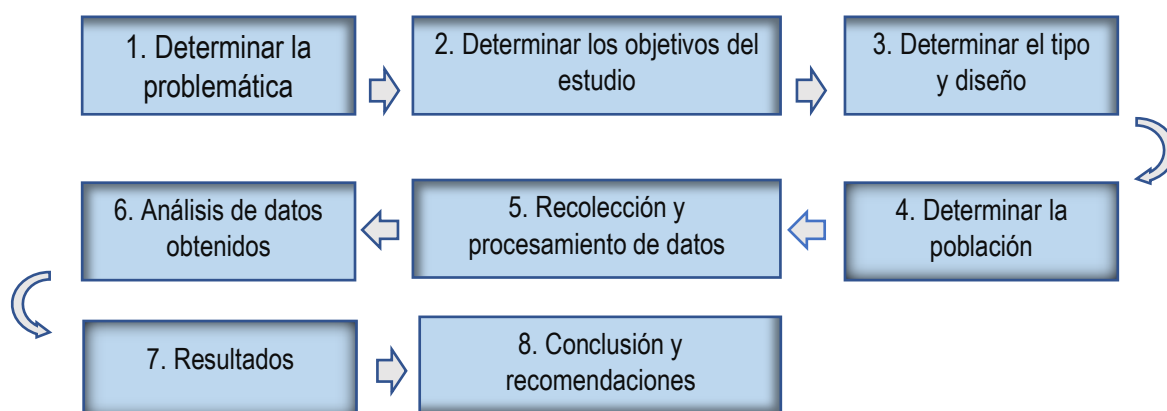 1. Determinar la
problemática
2. Determinar los objetivos del
estudio
3. Determinar el tipo
y diseño
4. Determinar la
población
5. Recolección y
procesamiento de datos
6. Análisis de datos
obtenidos
7. Resultados
8. Conclusión y
recomendaciones